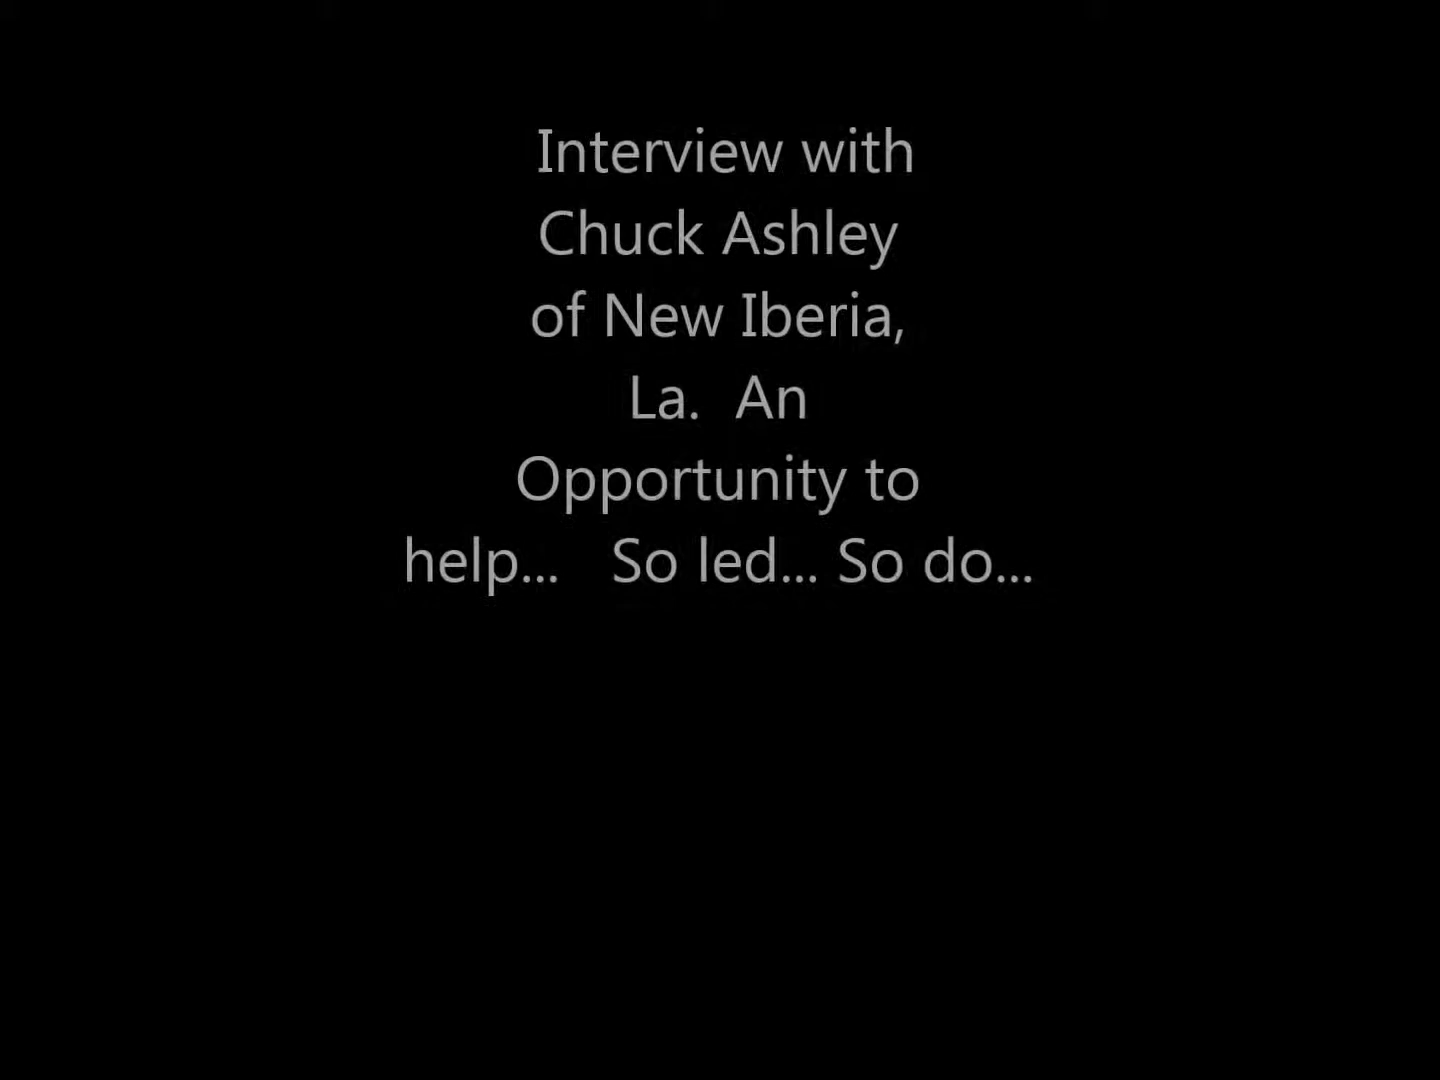 Interview with
Chuck Ashley
of New Iberia,
La.  An
Opportunity to
help...   So led... So do...